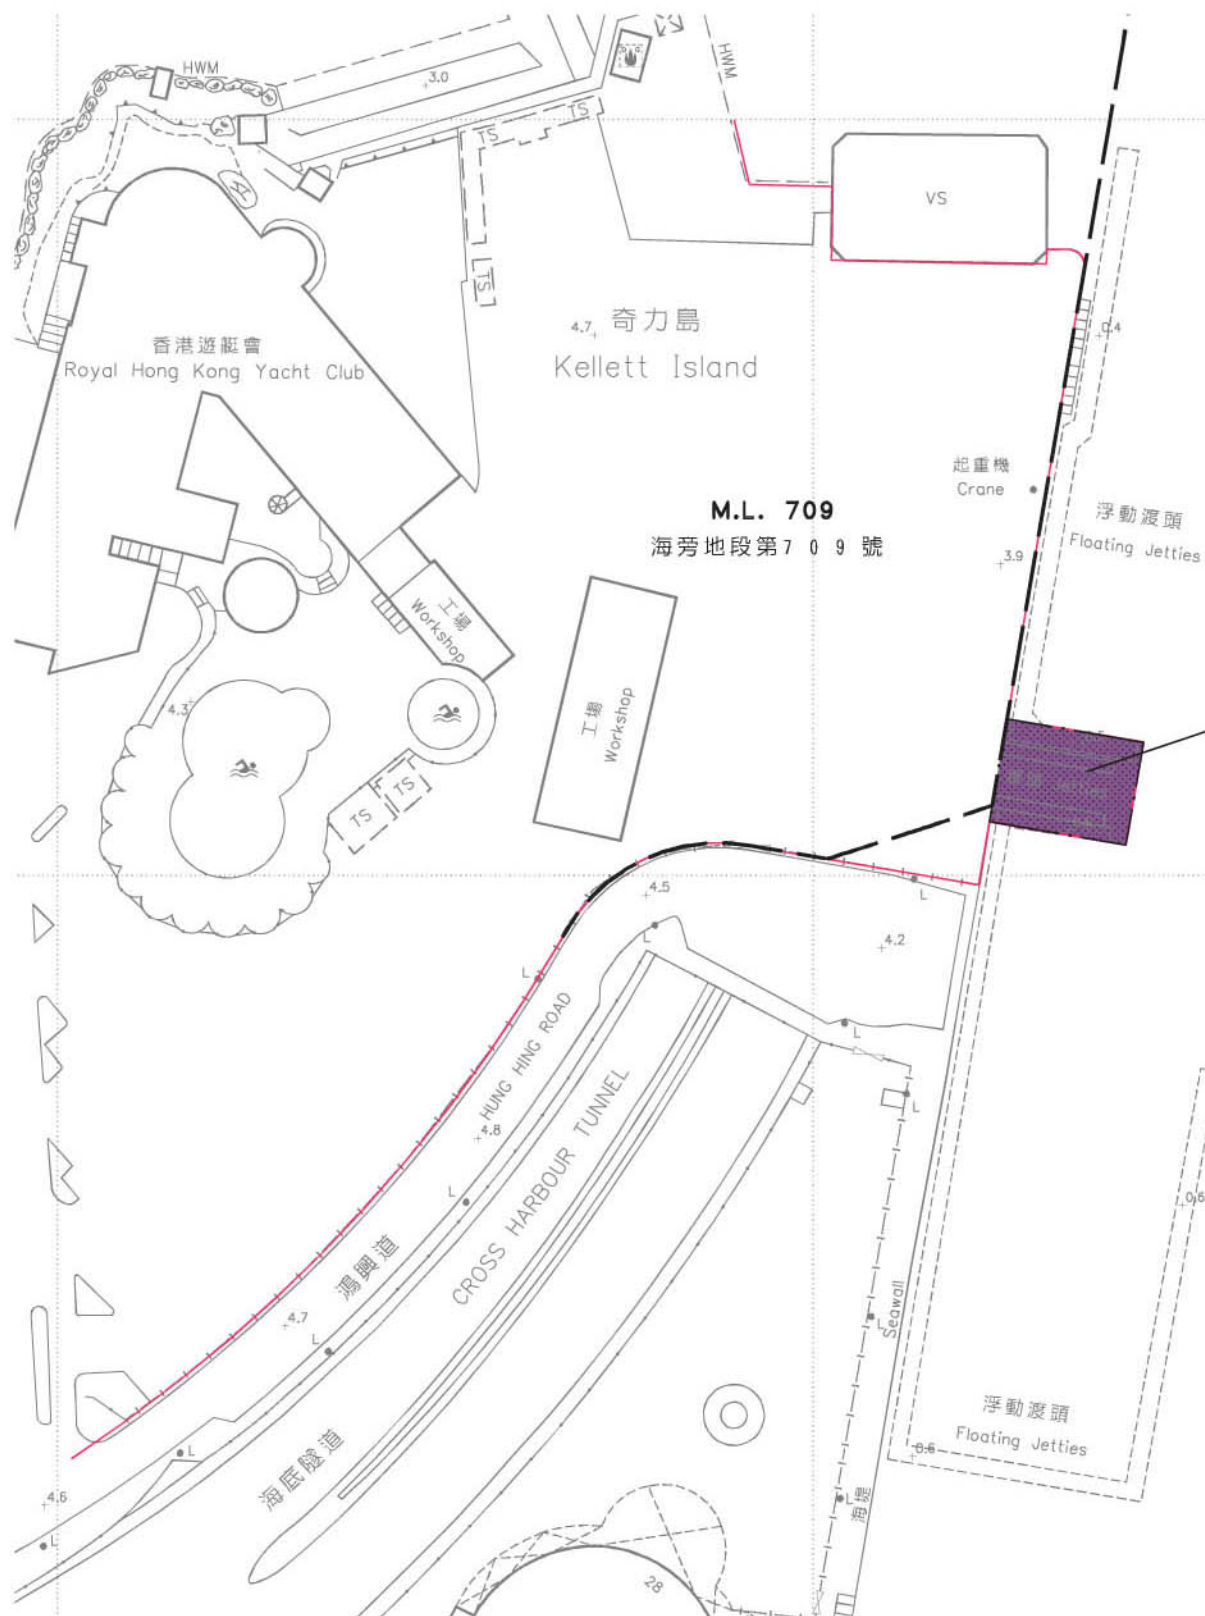 HWM
3.0
HWM
TS
TS
VS
TS
4.7
奇力島
Kellett Island
0.4
香港遊艇會
Royal Hong Kong Yacht Club
起重機
Crane
M.L. 709
海旁地段第709號
浮動渡頭
Floating Jetties
3.9
工場
Workshop
4.3
工場
Workshop
Jetties
TS
TS
4.5
L
L
4.2
L
L
HUNG HING ROAD
4.8
L
CROSS HARBOUR TUNNEL
L
0.6
鴻興道
4.7
L
L
Seawall
浮動渡頭
Floating Jetties
0.6
L
海底隧道
4.6
L
L
海堤
28